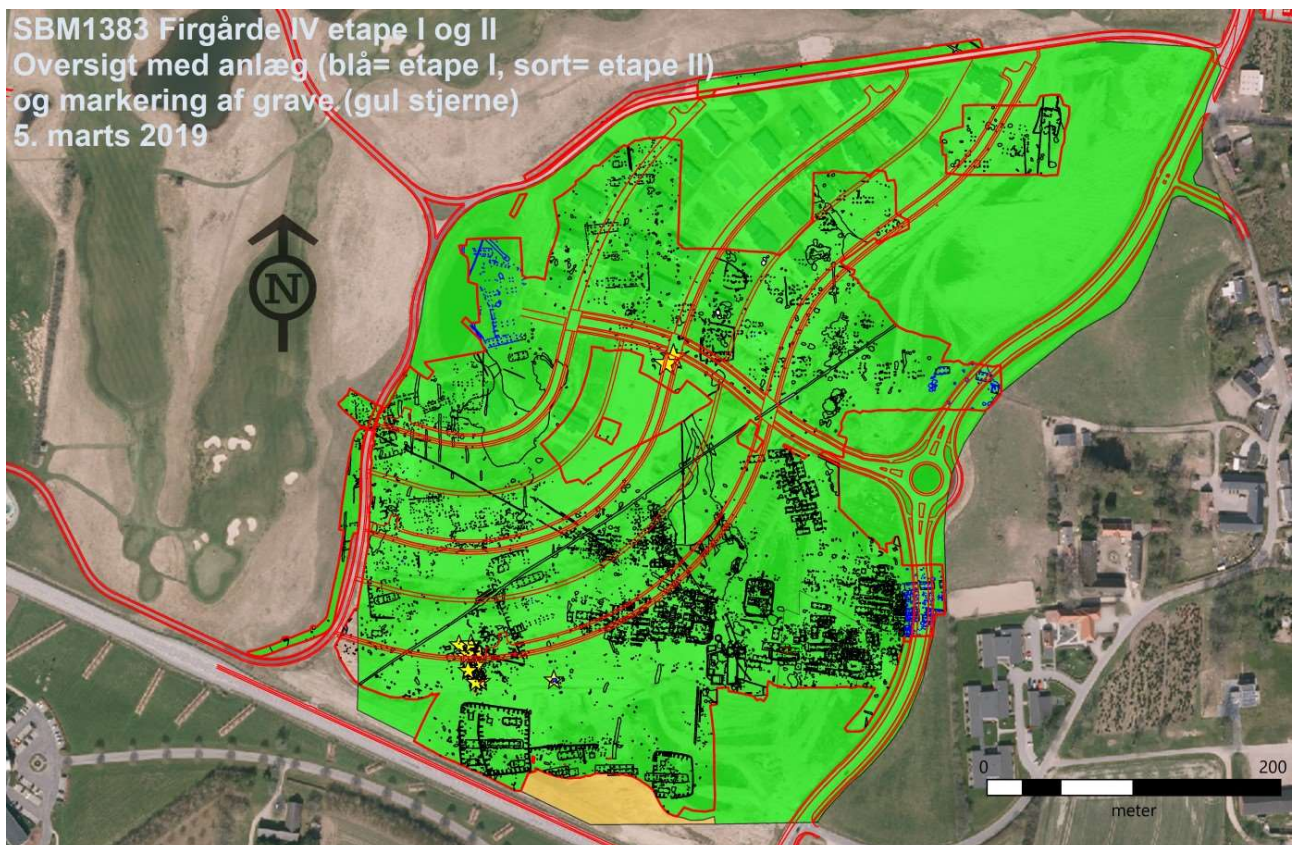 SBM1383 Firgårde IV etape I og II
Oversigt med anlæg (blå= etape I, sort= etape II)
og markering af grave.(gul stjerne)
5. marts 2019
N
0 200
meter